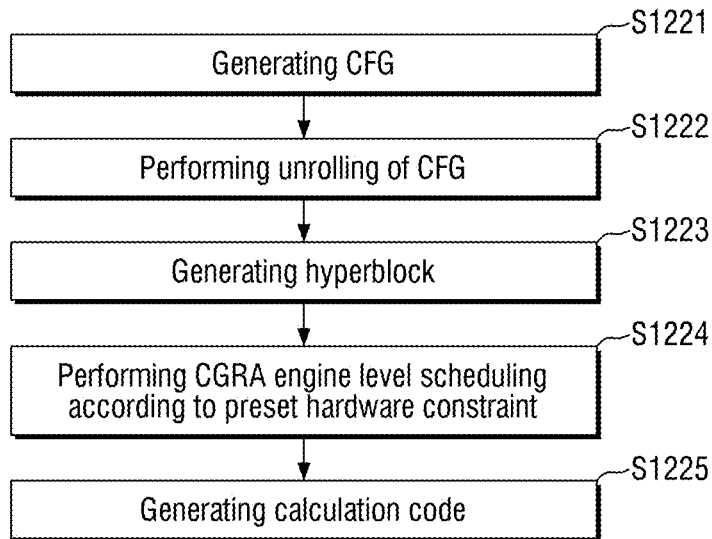 S1221
Generating CFG
S1222
Performing unrolling of CFG
S1223
Generating hyperblock
S1224
Performing CGRA engine level scheduling
according to preset hardware constraint
S1225
Generating calculation code